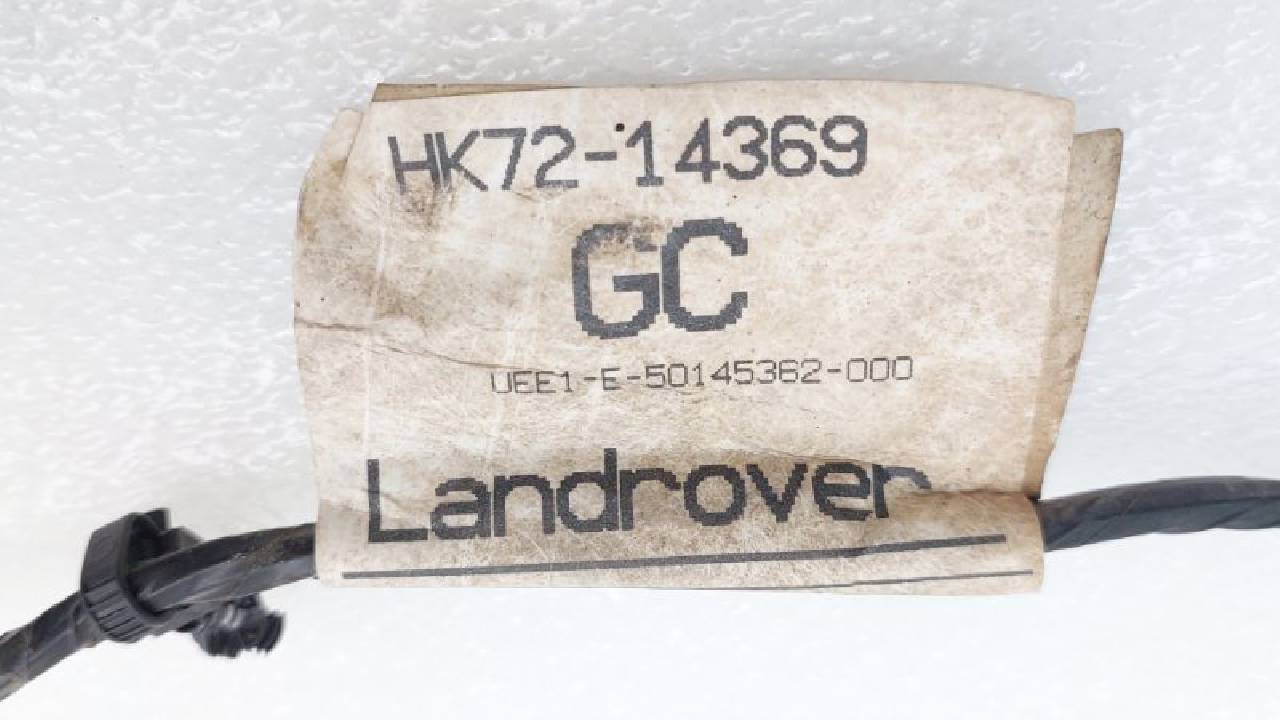 HK72-14369
GC
UEE1-E-50145362-000
Landrover